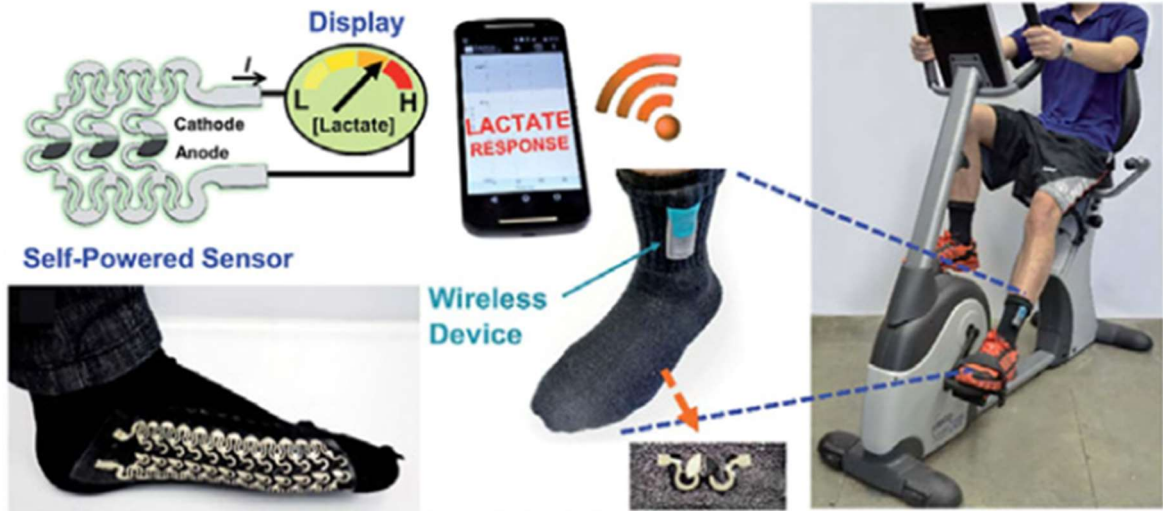 Display
I
L
H
[Lactate]
Cathode
Anode
Self-Powered Sensor
LACTATE
RESPONSE
Wireless
Device